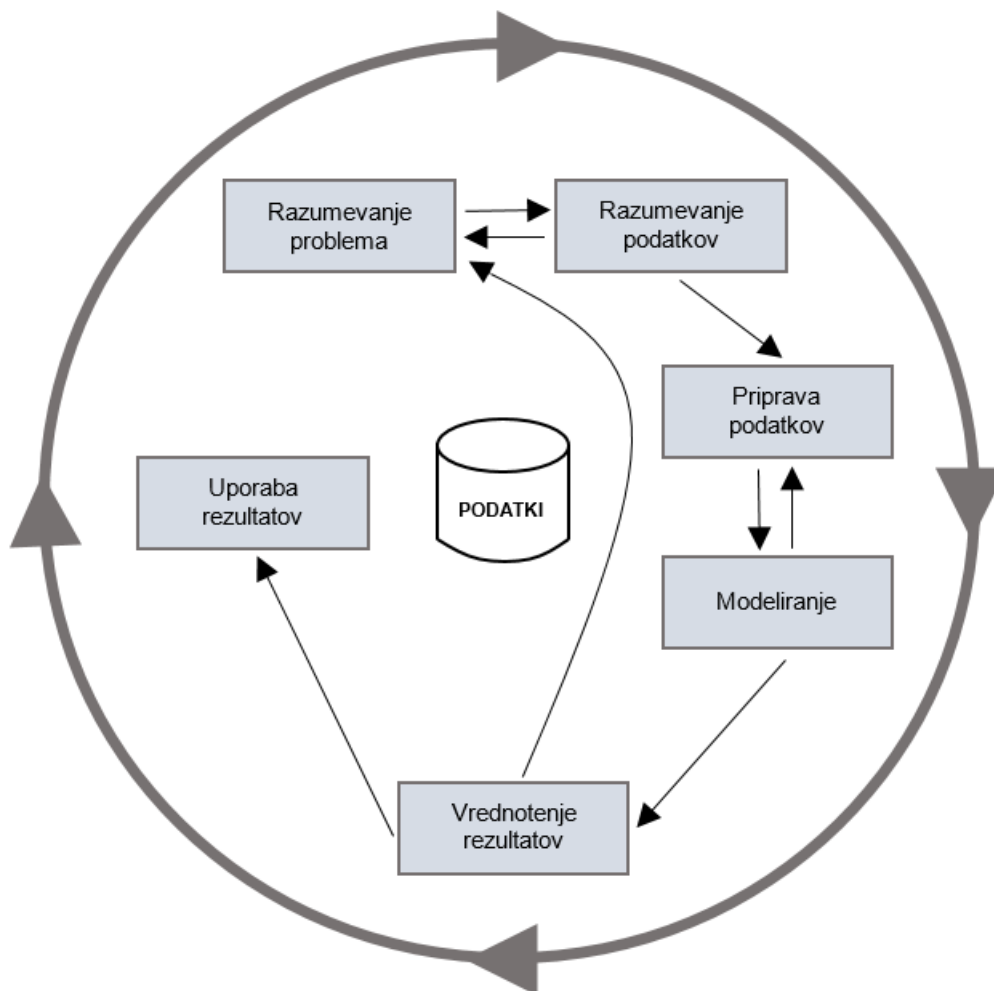 Razumevanje
problema
Razumevanje
podatkov
Priprava
podatkov
Uporaba
rezultatov
PODATKI
Modeliranje
Vrednotenje
rezultatov